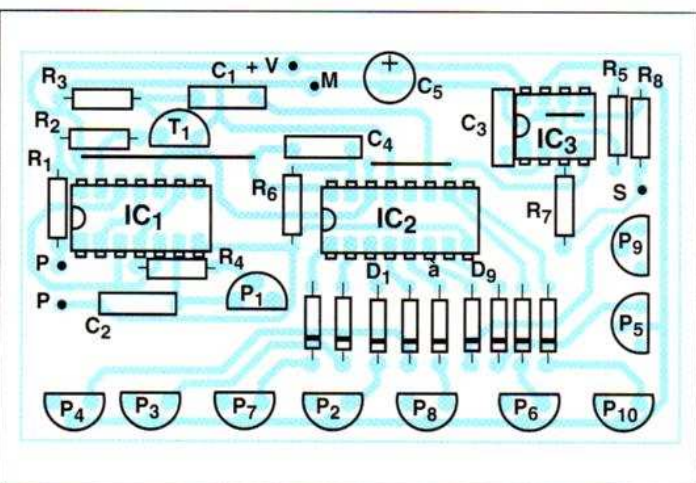 R3
C1 + V
M
+
C5
R5 R8
R2
T1
C4
C3
IC3
R1
IC1
R6
IC2
R7
S
P
R4
D1 à D9
P9
P
C2
P1
P5
P4
P3
P7
P2
P8
P6
P10